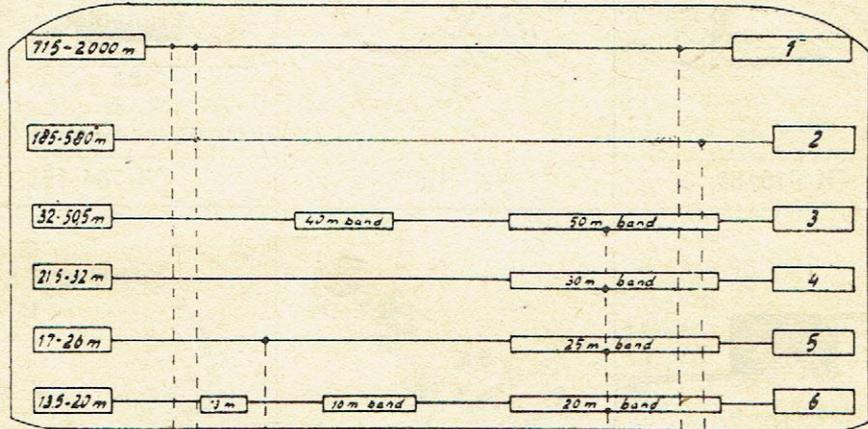 715-2000 m 1
185-580 m 2
32-50,5 m 40 m band 50 m band 3
21,5-32 m 30 m band 4
17-26 m 25 m band 5
13,5-20 m 10 m band 20 m band 6